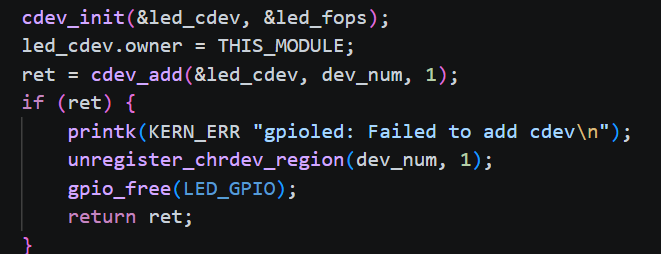 cdev_init(&led_cdev, &led_fops);
led_cdev.owner = THIS_MODULE;
ret = cdev_add(&led_cdev, dev_num, 1);
if (ret) {
    printk(KERN_ERR "gpioled: Failed to add cdev\n");
    unregister_chrdev_region(dev_num, 1);
    gpio_free(LED_GPIO);
    return ret;
}